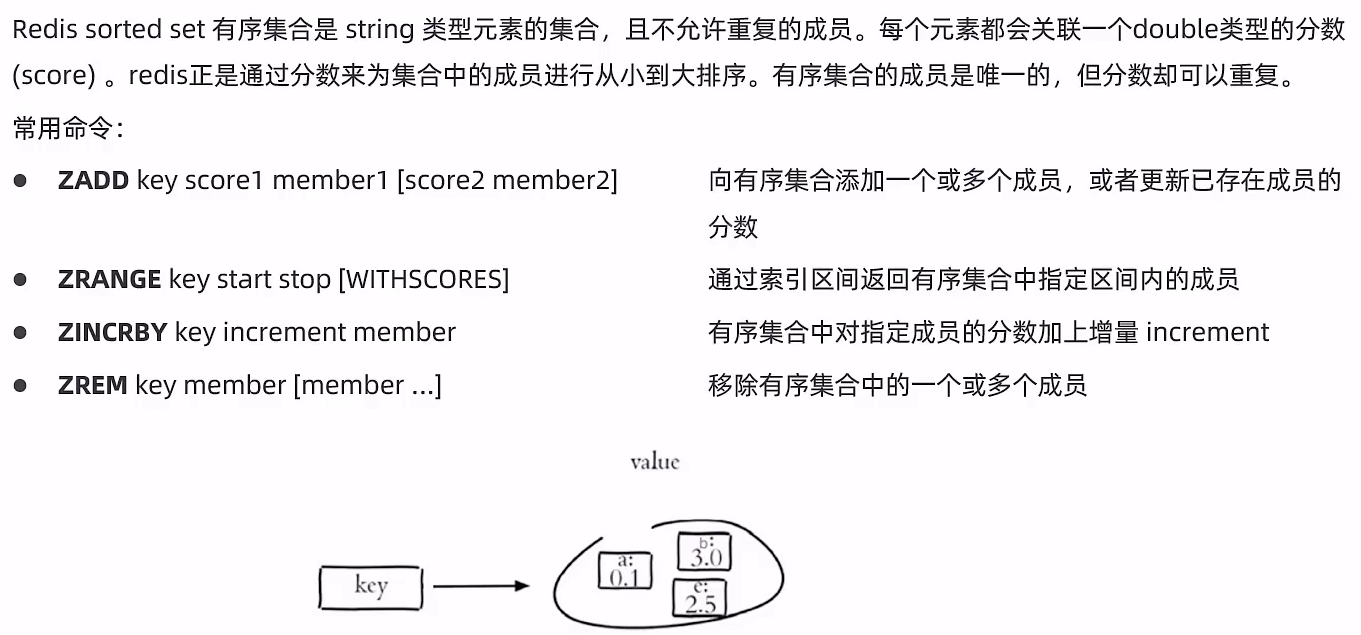 Redis sorted set 有序集合是 string 类型元素的集合，且不允许重复的成员。每个元素都会关联一个double类型的分数
(score) 。redis正是通过分数来为集合中的成员进行从小到大排序。有序集合的成员是唯一的，但分数却可以重复。
常用命令：
● ZADD key score1 member1 [score2 member2] 向有序集合添加一个或多个成员，或者更新已存在成员的
分数
● ZRANGE key start stop [WITHSCORES] 通过索引区间返回有序集合中指定区间内的成员
● ZINCRBY key increment member 有序集合中对指定成员的分数加上增量 increment
● ZREM key member [member ...] 移除有序集合中的一个或多个成员
value
key
a:
0.1
b:
3.0
e:
2.5